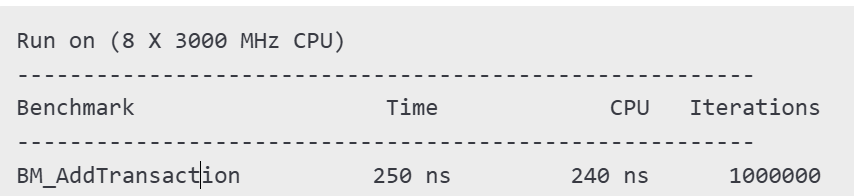 Run on (8 X 3000 MHz CPU)
---------------------------------------------------------
Benchmark                   Time             CPU   Iterations
---------------------------------------------------------
BM_AddTransaction          250 ns         240 ns      1000000